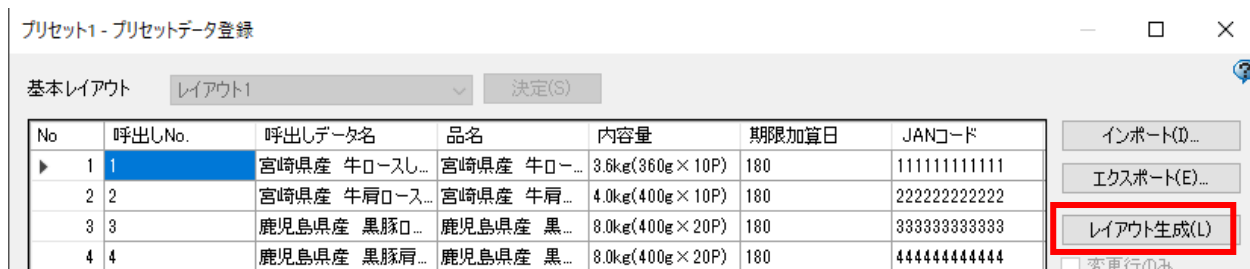 プリセット1 - プリセットデータ登録
基本レイアウト レイアウト1 決定(S)
No 呼出しNo. 呼出しデータ名 品名 内容量 期限加算日 JANコード インポート(I)...
1 1 宮崎県産 牛ロースし... 宮崎県産 牛ロー... 3.6kg(360g×10P) 180 111111111111
エクスポート(E)...
2 2 宮崎県産 牛肩ロース... 宮崎県産 牛肩... 4.0kg(400g×10P) 180 222222222222
3 3 鹿児島県産 黒豚ロ... 鹿児島県産 黒... 8.0kg(400g×20P) 180 333333333333 レイアウト生成(L)
4 4 鹿児島県産 黒豚肩... 鹿児島県産 黒... 8.0kg(400g×20P) 180 444444444444
変更行のみ